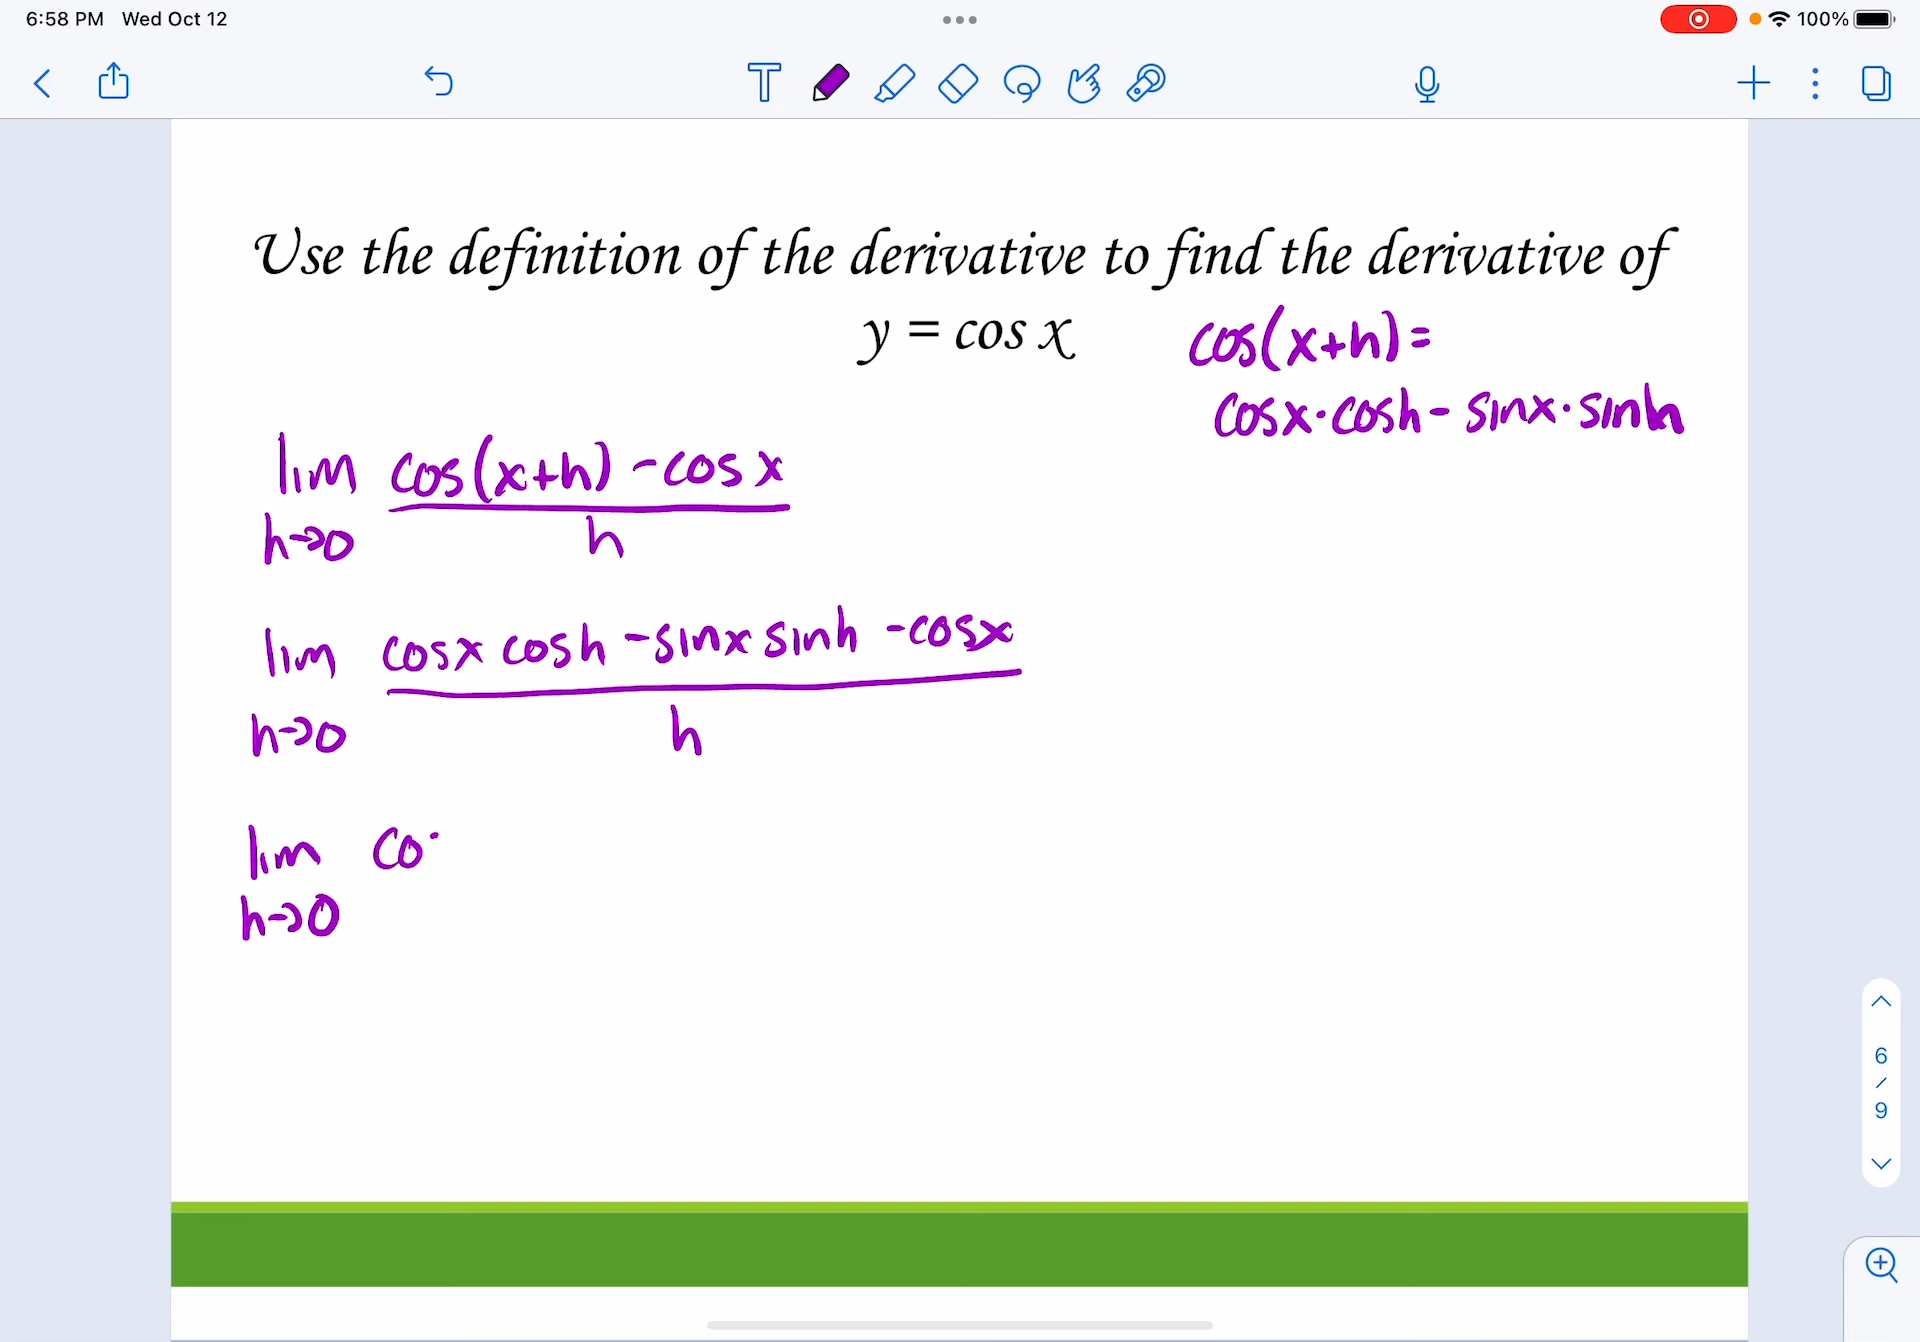 6:58 PM Wed Oct 12
100%
T
Use the definition of the derivative to find the derivative of
y = cos x
cos(x+h)=
cosx·cosh - sinx·sinh
lim cos(x+h) - cos x
h→0 h
lim cosx cosh - sinx sinh - cosx
h→0 h
lim co
h→0
6
/
9